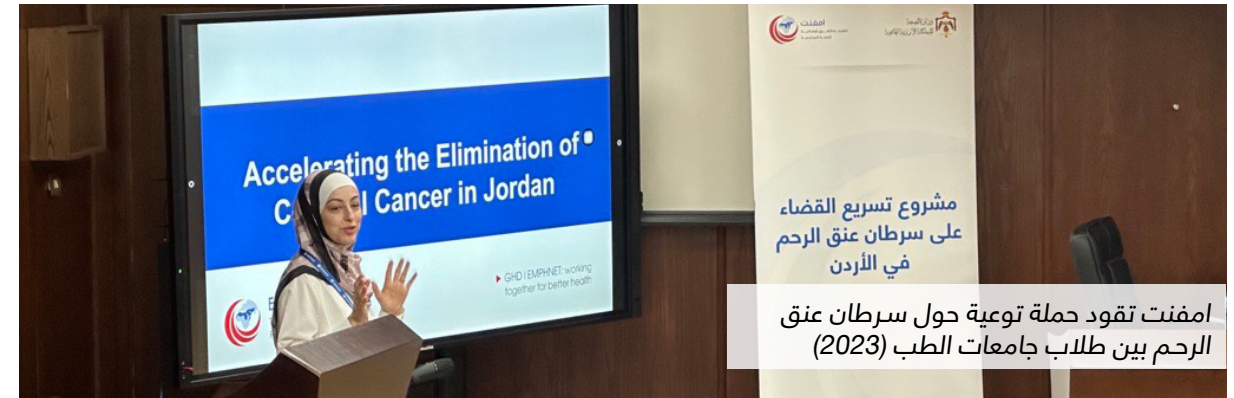 Accelerating the Elimination of
Cancer in Jordan
GHD | EMPHNET: working
together for better health
امفنت
مشروع تسريع القضاء
على سرطان عنق الرحم
في الأردن
امفنت تقود حملة توعية حول سرطان عنق
الرحم بين طلاب جامعات الطب (2023)